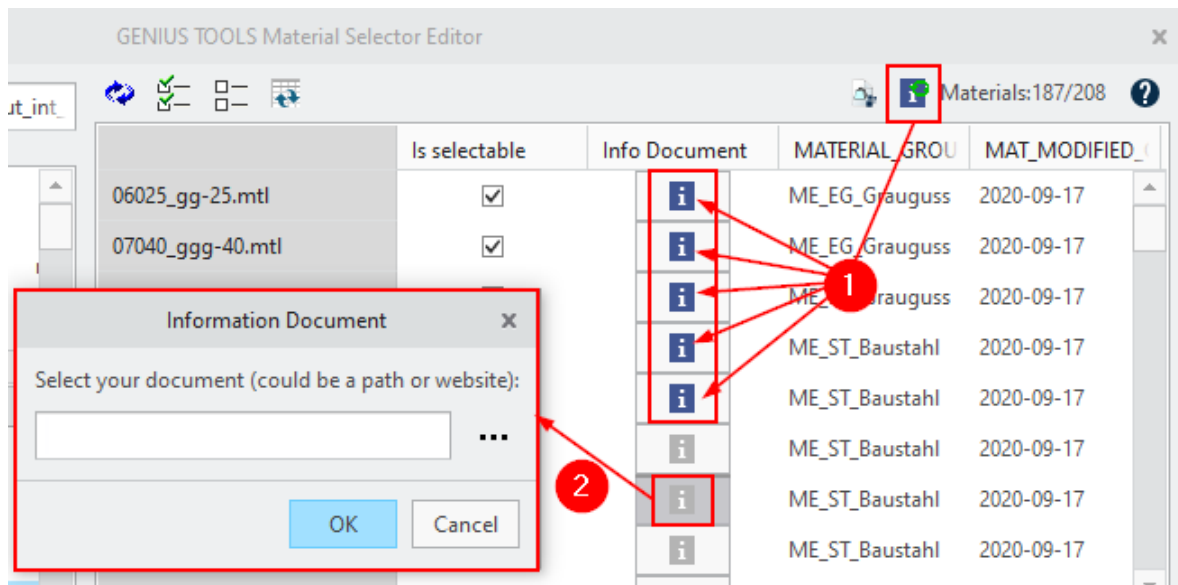 GENIUS TOOLS Material Selector Editor
ut_int_
Materials:187/208
Is selectable Info Document MATERIAL_GROU MAT_MODIFIED_
06025_gg-25.mtl ME_EG_Grauguss 2020-09-17
07040_ggg-40.mtl ME_EG_Grauguss 2020-09-17
1
ME_ rauguss 2020-09-17
Information Document
ME_ST_Baustahl 2020-09-17
Select your document (could be a path or website):
ME_ST_Baustahl 2020-09-17
...
ME_ST_Baustahl 2020-09-17
2
ME_ST_Baustahl 2020-09-17
OK Cancel
ME_ST_Baustahl 2020-09-17